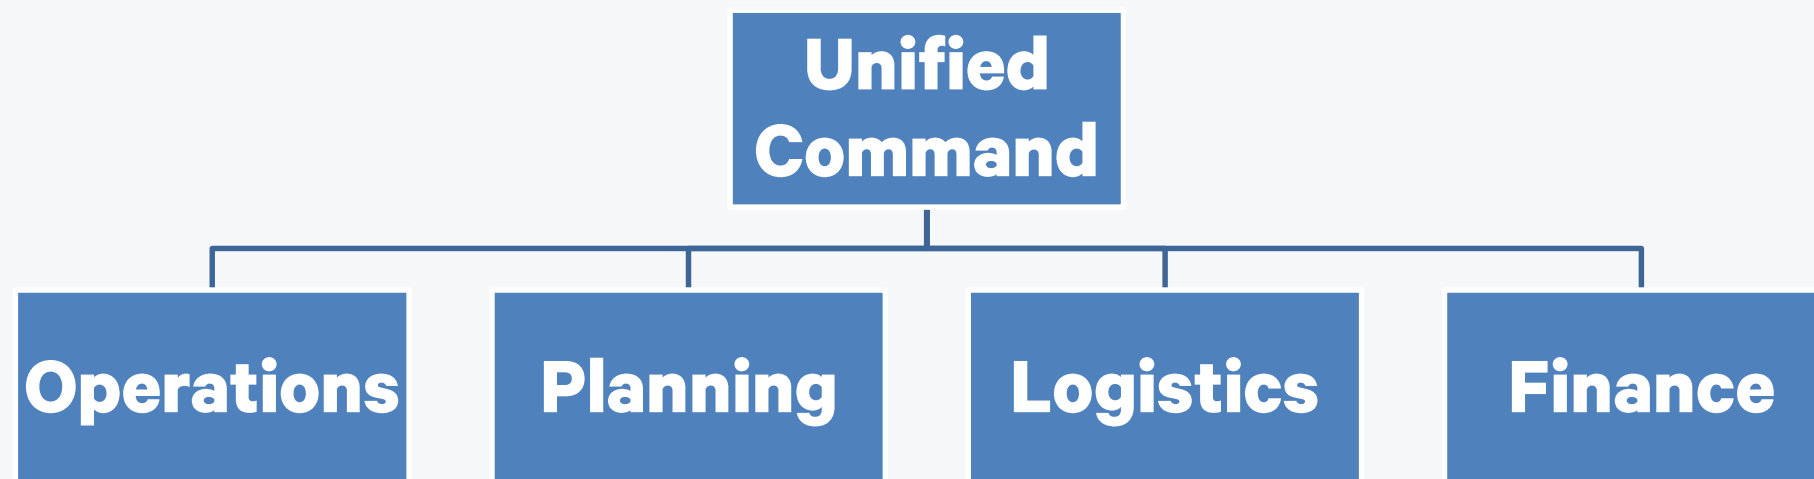 Unified
Command
Operations
Planning
Logistics
Finance